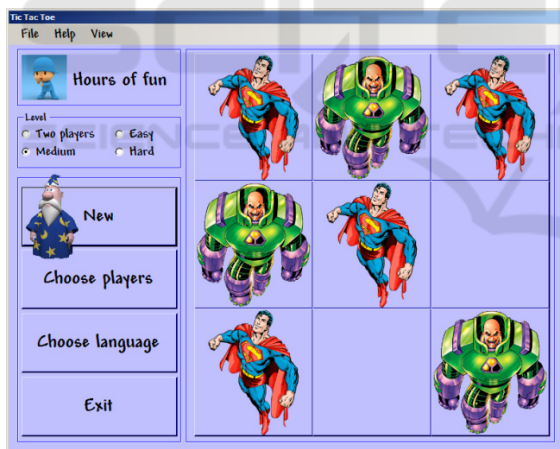 Tic Tac Toe
File Help View
Hours of fun
Level
Two players Easy
Medium Hard
New
Choose players
Choose language
Exit